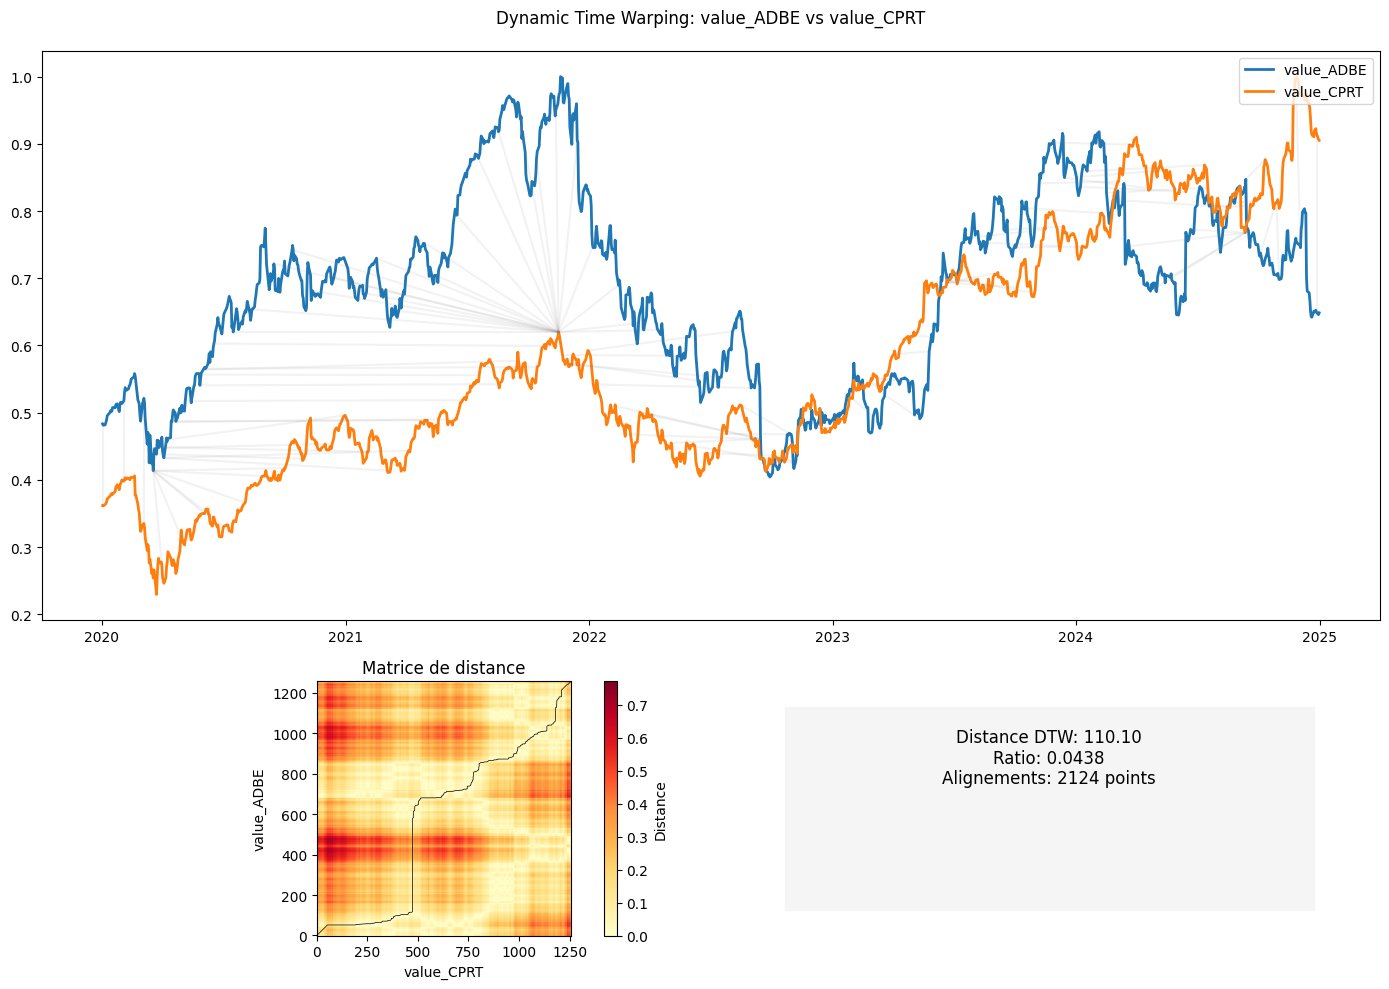 Dynamic Time Warping: value_ADBE vs value_CPRT
value_ADBE
value_CPRT
1.0
0.9
0.8
0.7
0.6
0.5
0.4
0.3
0.2
2020 2021 2022 2023 2024 2025
Matrice de distance
value_ADBE
1200
1000
800
600
400
200
0
0 250 500 750 1000 1250
value_CPRT
0.7
0.6
0.5
0.4
0.3
0.2
0.1
0.0
Distance
Distance DTW: 110.10
Ratio: 0.0438
Alignements: 2124 points